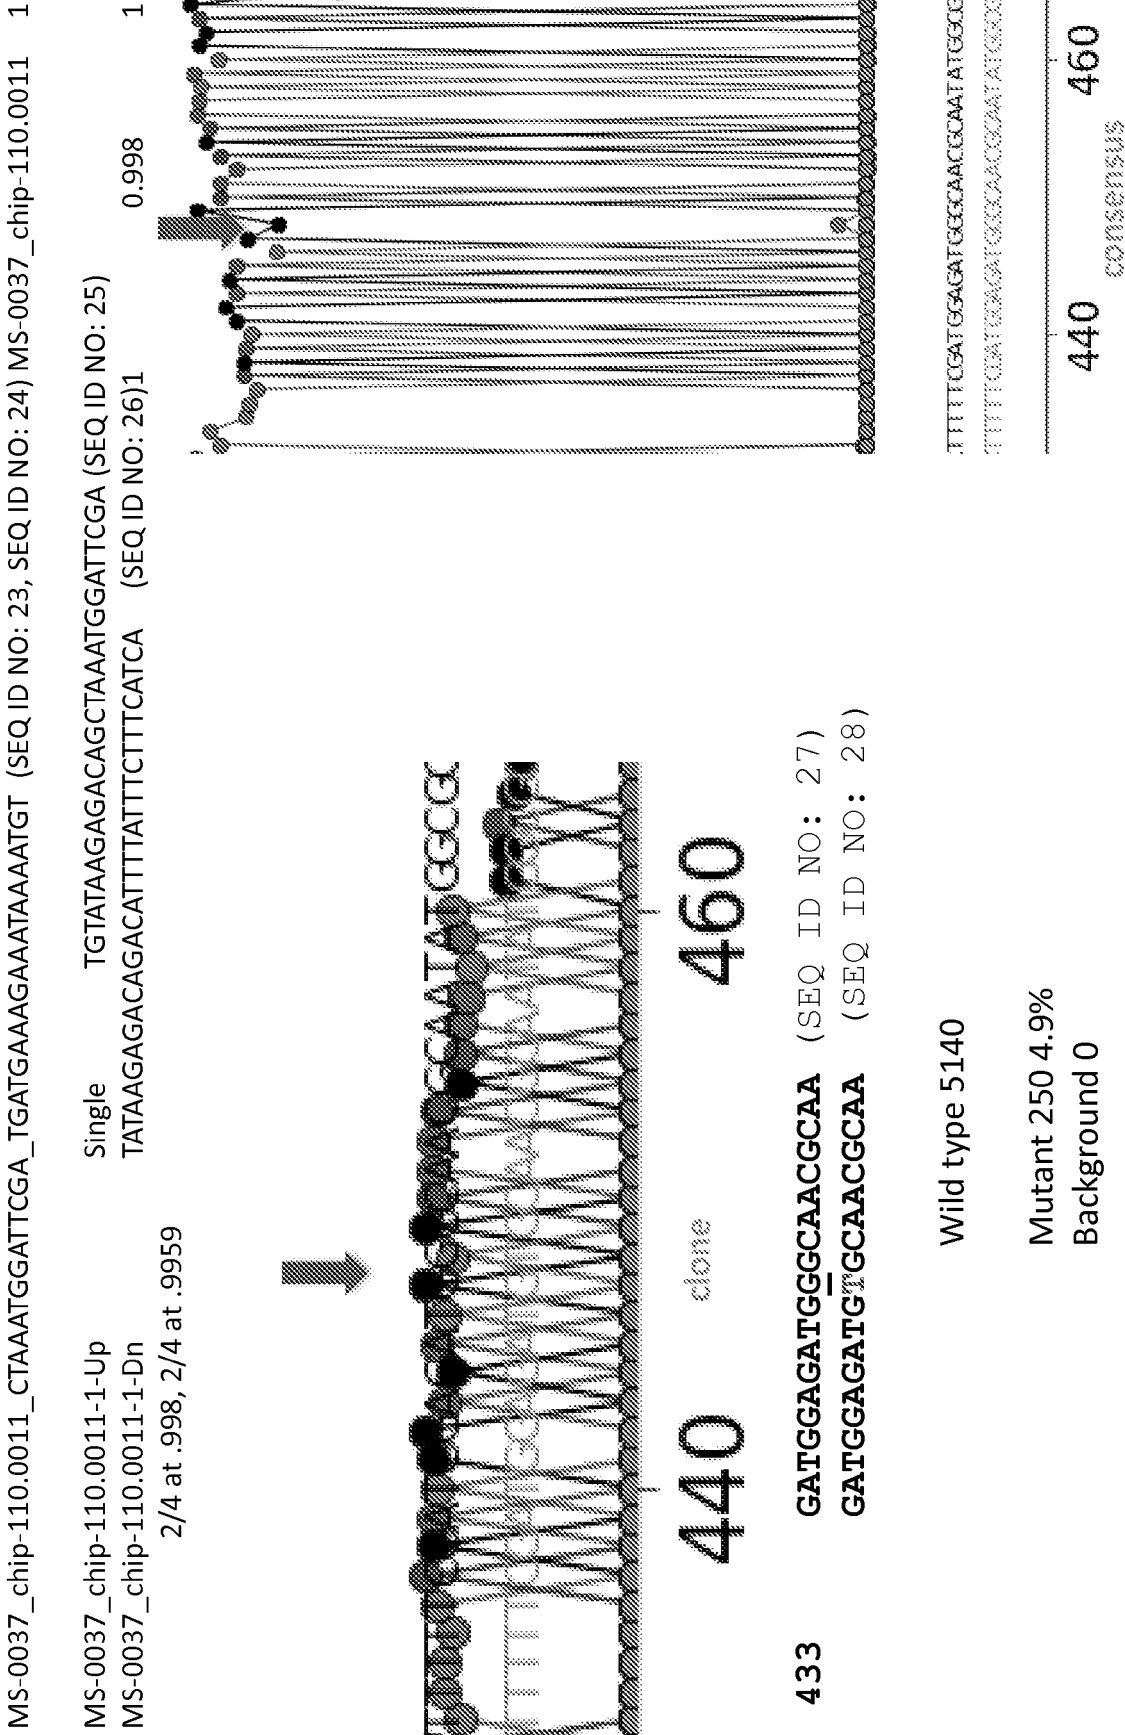 MS-0037_chip-110.0011_CTAAATGGATTCGA_TGATGAAAGAAATAAAATGT (SEQ ID NO: 23, SEQ ID NO: 24) MS-0037_chip-110.0011 1
MS-0037_chip-110.0011-1-Up Single TGTATAAGAGACAGCTAAATGGATTCGA (SEQ ID NO: 25)
MS-0037_chip-110.0011-11-Dn TATAAGAGACAGACATTTTATTTCTTTCATCA (SEQ ID NO: 26)1 0.998 1
2/4 at .998, 2/4 at .9959
440 460
clone
433 GATGGAGATGGGCAACGCAA (SEQ ID NO: 27)
GATGGAGATGTGCAACGCAA (SEQ ID NO: 28)
Wild type 5140
Mutant 250 4.9%
Background 0
TTTTTCGATGGAGATGGGCAACGCAATATGGCG
440 460
consensus